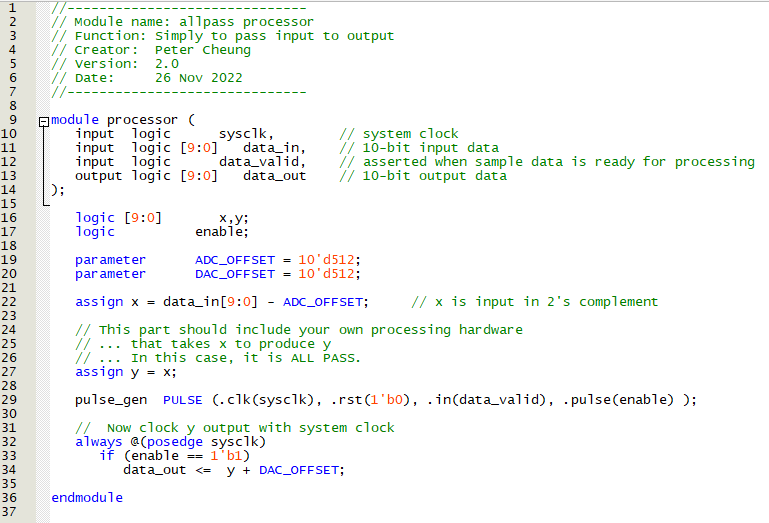 1 //------------------------------
2 // Module name: allpass processor
3 // Function: Simply to pass input to output
4 // Creator:  Peter Cheung
5 // Version:  2.0
6 // Date:     26 Nov 2022
7 //------------------------------
8
9 module processor (
10    input  logic      sysclk,        // system clock
11    input  logic [9:0]   data_in,    // 10-bit input data
12    input  logic      data_valid,    // asserted when sample data is ready for processing
13    output logic [9:0]   data_out    // 10-bit output data
14 );
15
16    logic [9:0]       x,y;
17    logic          enable;
18
19    parameter      ADC_OFFSET = 10'd512;
20    parameter      DAC_OFFSET = 10'd512;
21
22    assign x = data_in[9:0] - ADC_OFFSET;     // x is input in 2's complement
23
24    // This part should include your own processing hardware
25    // ... that takes x to produce y
26    // ... In this case, it is ALL PASS.
27    assign y = x;
28
29    pulse_gen  PULSE (.clk(sysclk), .rst(1'b0), .in(data_valid), .pulse(enable) );
30
31    //  Now clock y output with system clock
32    always @(posedge sysclk)
33       if (enable == 1'b1)
34          data_out <=  y + DAC_OFFSET;
35
36 endmodule
37